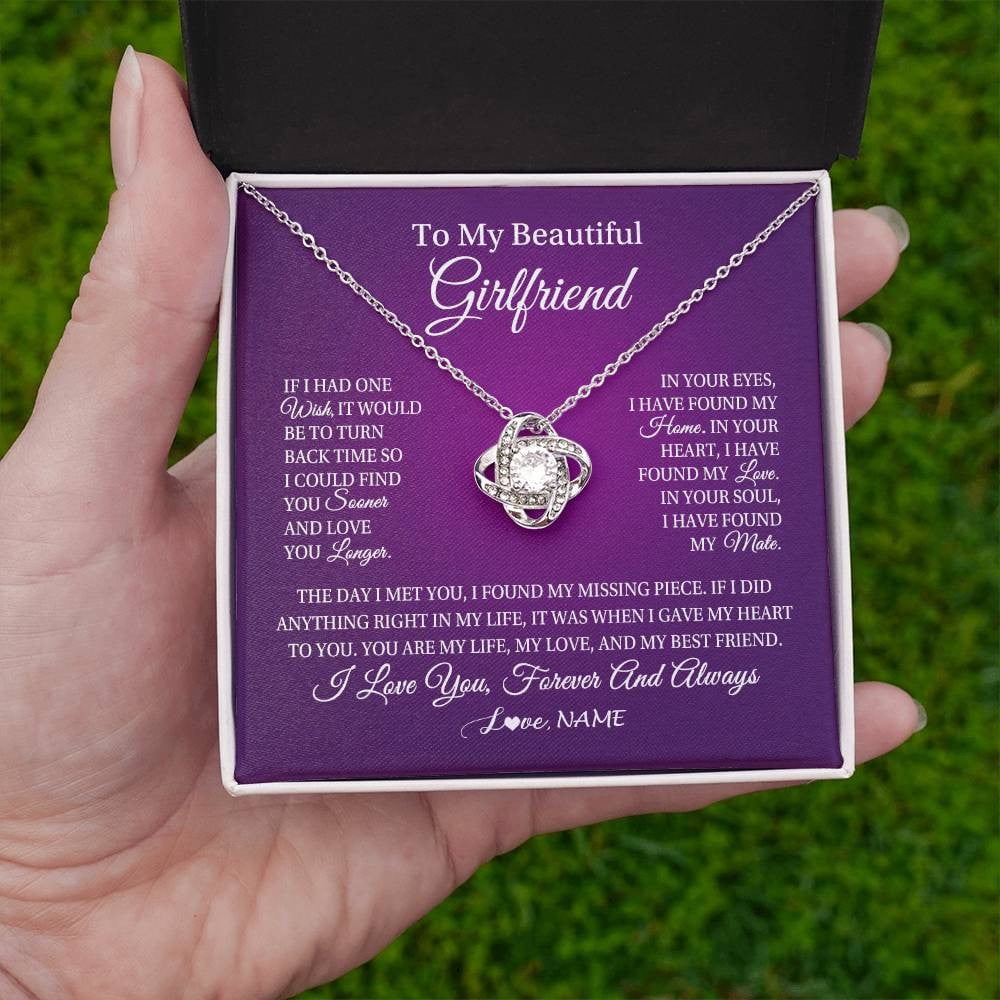 To My Beautiful
Girlfriend
IF I HAD ONE
Wish, IT WOULD
BE TO TURN
BACK TIME SO
I COULD FIND
YOU Sooner
AND LOVE
YOU Longer.
IN YOUR EYES,
I HAVE FOUND MY
Home. IN YOUR
HEART, I HAVE
FOUND MY Love.
IN YOUR SOUL,
I HAVE FOUND
MY Mate.
THE DAY I MET YOU, I FOUND MY MISSING PIECE. IF I DID
ANYTHING RIGHT IN MY LIFE, IT WAS WHEN I GAVE MY HEART
TO YOU. YOU ARE MY LIFE, MY LOVE, AND MY BEST FRIEND.
I Love You, Forever And Always
Love, NAME